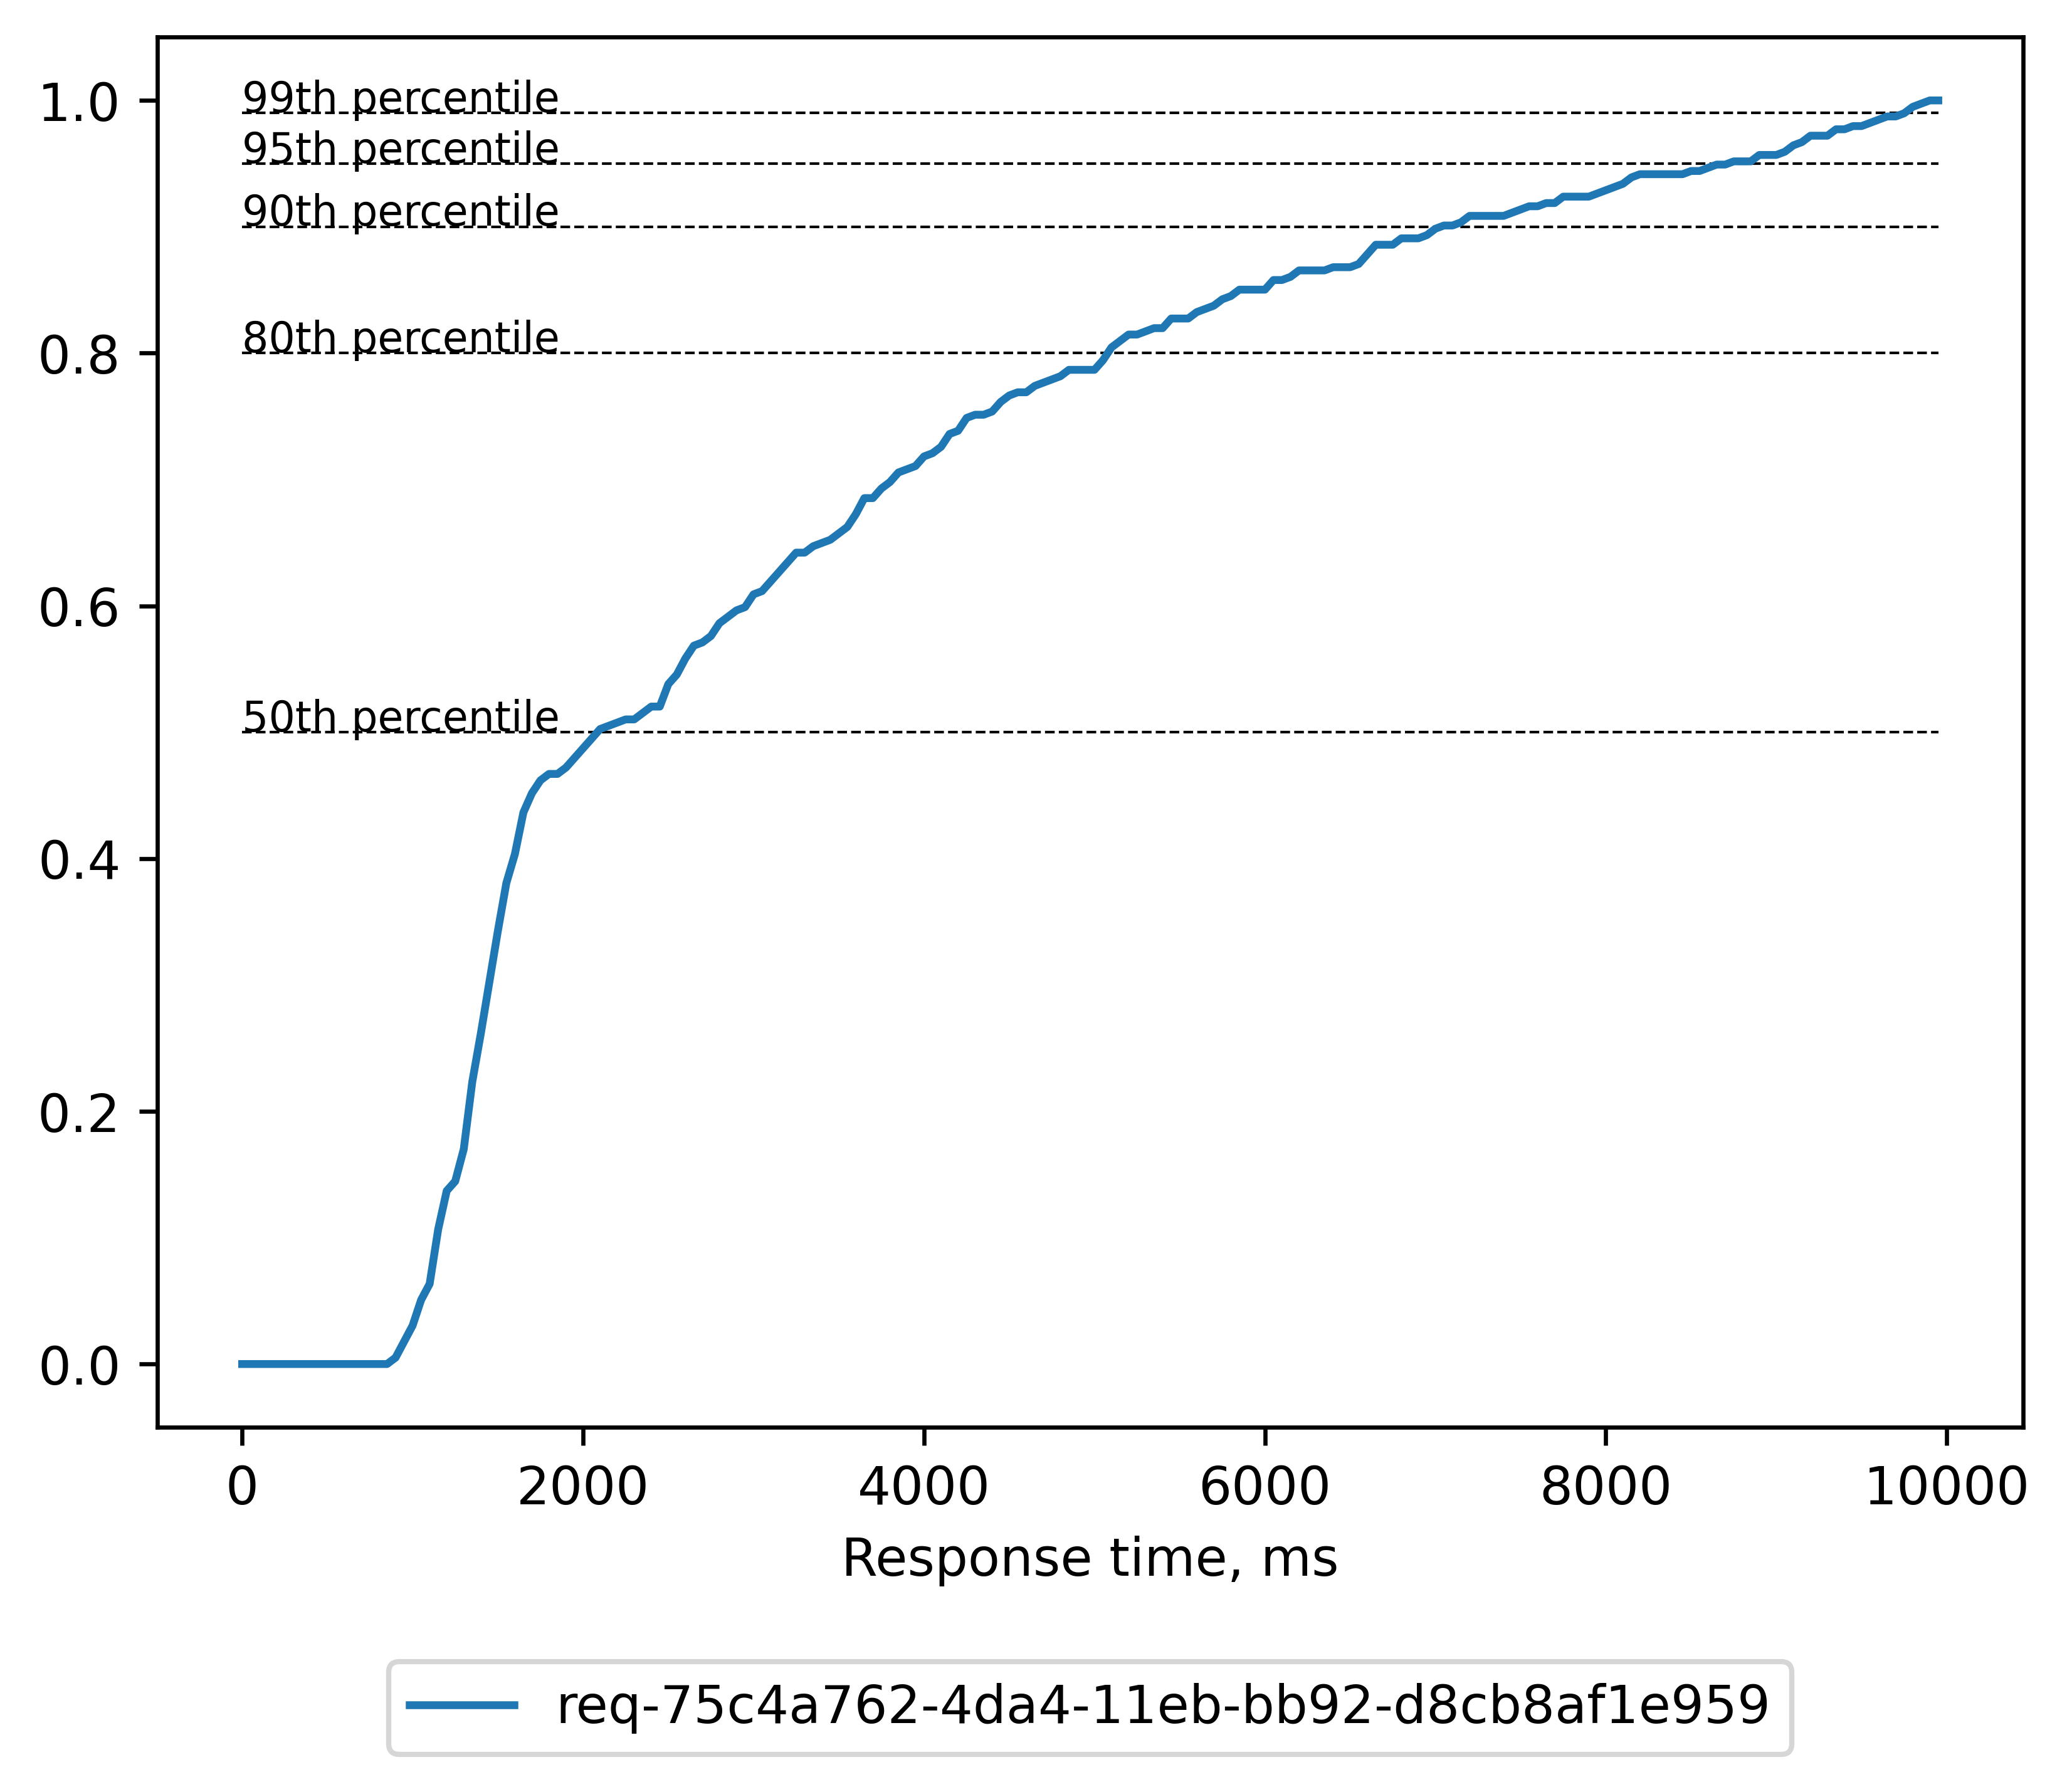 1.0
99th percentile
95th percentile
90th percentile
0.8
80th percentile
0.6
50th percentile
0.4
0.2
0.0
0 2000 4000 6000 8000 10000
Response time, ms
req-75c4a762-4da4-11eb-bb92-d8cb8af1e959